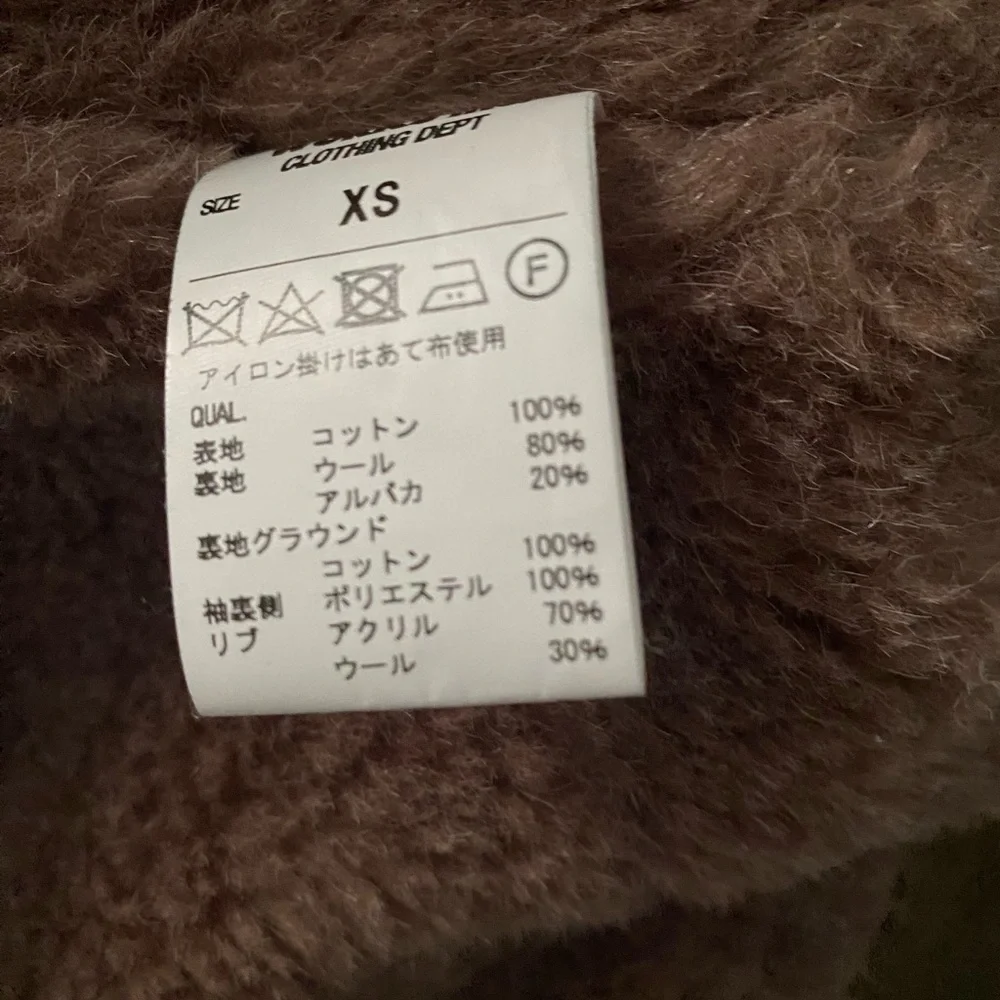 CLOTHING DEPT
SIZE XS
F
アイロン掛けはあて布使用
QUAL.
表地 コットン 100%
裏地 ウール 80%
アルパカ 20%
裏地グラウンド
コットン 100%
袖裏側 ポリエステル 100%
リブ アクリル 70%
ウール 30%